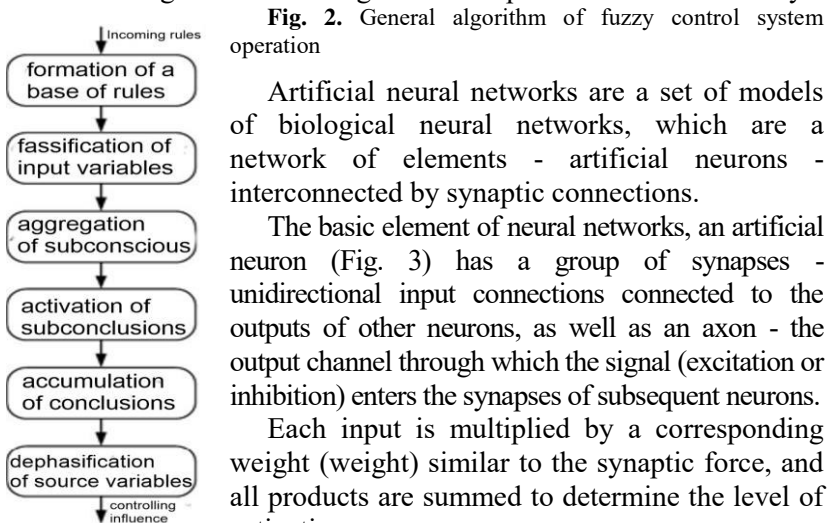 Fig. 2. General algorithm of fuzzy control system
operation
Incoming rules
formation of a
base of rules
fassification of
input variables
aggregation
of subconscious
activation of
subconclusions
accumulation
of conclusions
dephasification
of source variables
controlling
influence
Artificial neural networks are a set of models
of biological neural networks, which are a
network of elements - artificial neurons -
interconnected by synaptic connections.
The basic element of neural networks, an artificial
neuron (Fig. 3) has a group of synapses -
unidirectional input connections connected to the
outputs of other neurons, as well as an axon - the
output channel through which the signal (excitation or
inhibition) enters the synapses of subsequent neurons.
Each input is multiplied by a corresponding
weight (weight) similar to the synaptic force, and
all products are summed to determine the level of